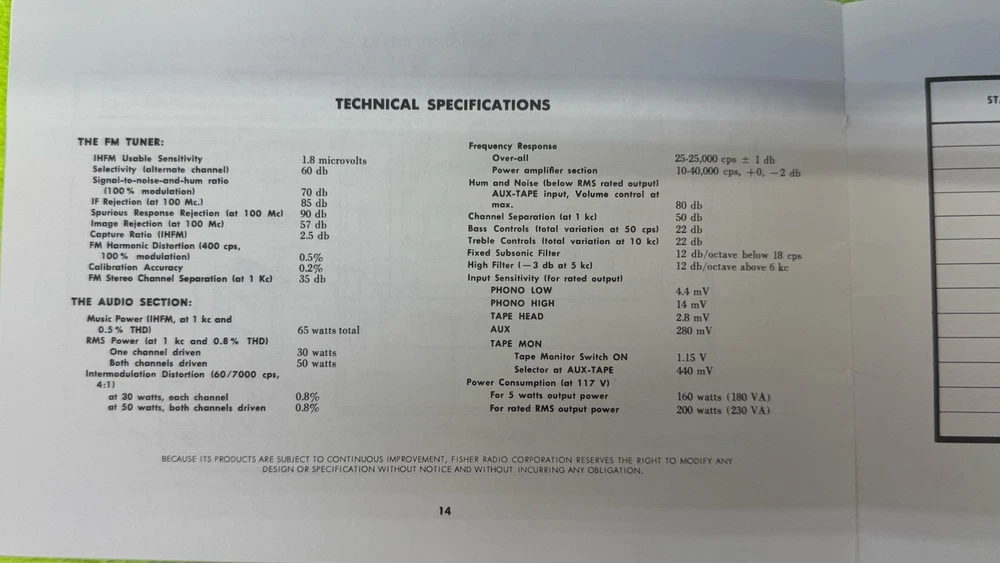 TECHNICAL SPECIFICATIONS
THE FM TUNER:
IHFM Usable Sensitivity 1.8 microvolts
Selectivity (alternate channel) 60 db
Signal-to-noise-and-hum ratio
(100% modulation) 70 db
IF Rejection (at 100 Mc.) 85 db
Spurious Response Rejection (at 100 Mc) 90 db
Image Rejection (at 100 Mc) 57 db
Capture Ratio (IHFM) 2.5 db
FM Harmonic Distortion (400 cps,
100% modulation) 0.5%
Calibration Accuracy 0.2%
FM Stereo Channel Separation (at 1 Kc) 35 db
THE AUDIO SECTION:
Music Power (IHFM, at 1 kc and
0.5% THD) 65 watts total
RMS Power (at 1 kc and 0.8% THD)
One channel driven 30 watts
Both channels driven 50 watts
Intermodulation Distortion (60/7000 cps,
4:1)
at 30 watts, each channel 0.8%
at 50 watts, both channels driven 0.8%
Frequency Response
Over-all 25-25,000 cps ± 1 db
Power amplifier section 10-40,000 cps, +0, −2 db
Hum and Noise (below RMS rated output)
AUX-TAPE input, Volume control at
max. 80 db
Channel Separation (at 1 kc) 50 db
Bass Controls (total variation at 50 cps) 22 db
Treble Controls (total variation at 10 kc) 22 db
Fixed Subsonic Filter 12 db/octave below 18 cps
High Filter (−3 db at 5 kc) 12 db/octave above 6 kc
Input Sensitivity (for rated output)
PHONO LOW 4.4 mV
PHONO HIGH 14 mV
TAPE HEAD 2.8 mV
AUX 280 mV
TAPE MON
Tape Monitor Switch ON 1.15 V
Selector at AUX-TAPE 440 mV
Power Consumption (at 117 V)
For 5 watts output power 160 watts (180 VA)
For rated RMS output power 200 watts (230 VA)
BECAUSE ITS PRODUCTS ARE SUBJECT TO CONTINUOUS IMPROVEMENT, FISHER RADIO CORPORATION RESERVES THE RIGHT TO MODIFY ANY
DESIGN OR SPECIFICATION WITHOUT NOTICE AND WITHOUT INCURRING ANY OBLIGATION.
14